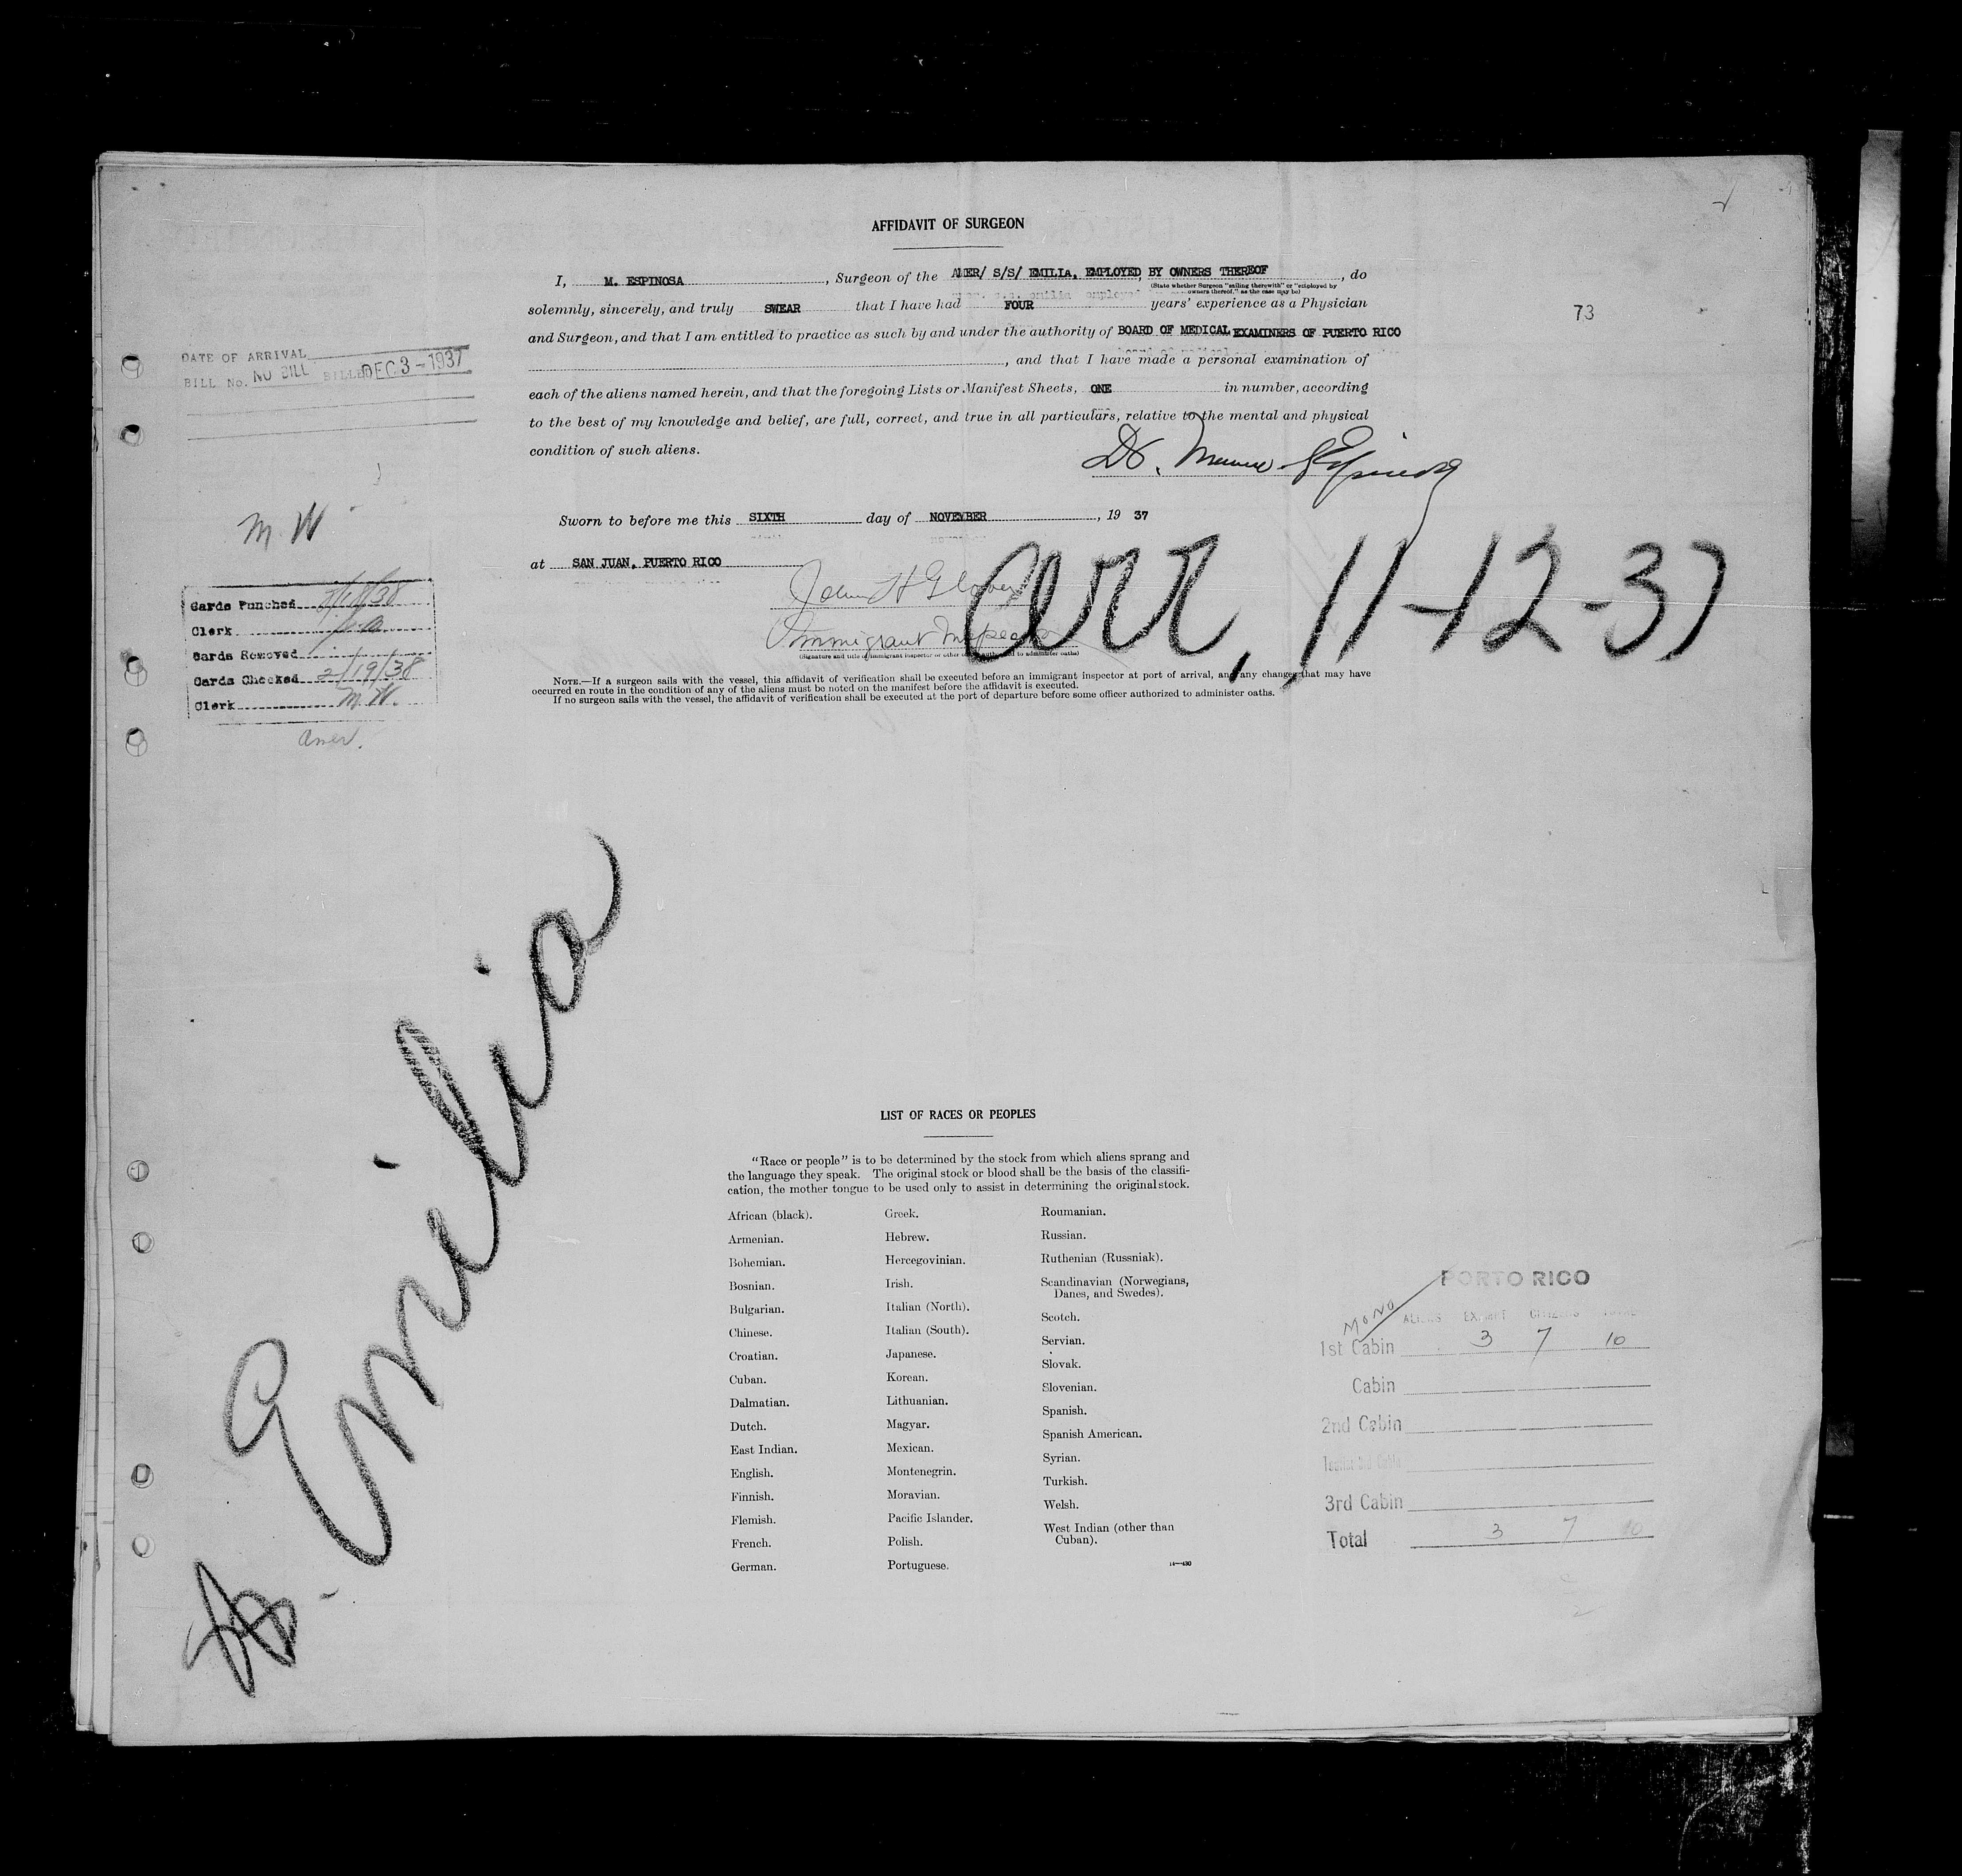 AFFIDAVIT OF SURGEON
I, M. ESPINOSA, Surgeon of the AMER/ S/S/ EMILIA, EMPLOYED BY OWNERS THEREOF, do
(State whether Surgeon "sailing therewith" or "employed by
owners thereof," as the case may be)
solemnly, sincerely, and truly SWEAR that I have had FOUR years' experience as a Physician
and Surgeon, and that I am entitled to practice as such by and under the authority of BOARD OF MEDICAL EXAMINERS OF PUERTO RICO
, and that I have made a personal examination of
each of the aliens named herein, and that the foregoing Lists or Manifest Sheets, ONE in number, according
to the best of my knowledge and belief, are full, correct, and true in all particulars, relative to the mental and physical
condition of such aliens.
Dr. Manuel Espinosa
Sworn to before me this SIXTH day of NOVEMBER, 19 37
at SAN JUAN, PUERTO RICO
John H Glover
Immigrant Inspector
(Signature and title of immigrant inspector or other to administer oaths)
arr, 11-12-37
NOTE.—If a surgeon sails with the vessel, this affidavit of verification shall be executed before an immigrant inspector at port of arrival, and any changes that may have
occurred en route in the condition of any of the aliens must be noted on the manifest before the affidavit is executed.
If no surgeon sails with the vessel, the affidavit of verification shall be executed at the port of departure before some officer authorized to administer oaths.
73
DATE OF ARRIVAL
BILL No. NO BILL BILLED DEC 3-1937
M. W
Cards Punched
Clerk
Cards Removed
Cards Checked 2/19/38
Clerk M.W.
Amer.
SS. Emilia
LIST OF RACES OR PEOPLES
"Race or people" is to be determined by the stock from which aliens sprang and
the language they speak. The original stock or blood shall be the basis of the classifi-
cation, the mother tongue to be used only to assist in determining the original stock.
African (black).
Armenian.
Bohemian.
Bosnian.
Bulgarian.
Chinese.
Croatian.
Cuban.
Dalmatian.
Dutch.
East Indian.
English.
Finnish.
Flemish.
French.
German.
Greek.
Hebrew.
Hercegovinian.
Irish.
Italian (North).
Italian (South).
Japanese.
Korean.
Lithuanian.
Magyar.
Mexican.
Montenegrin.
Moravian.
Pacific Islander.
Polish.
Portuguese.
Roumanian.
Russian.
Ruthenian (Russniak).
Scandinavian (Norwegians,
Danes, and Swedes).
Scotch.
Servian.
Slovak.
Slovenian.
Spanish.
Spanish American.
Syrian.
Turkish.
Welsh.
West Indian (other than
Cuban).
14—430
PORTO RICO
MONO
ALIENS EXEMPT CITIZENS TOTAL
1st Cabin 3 7 10
Cabin
2nd Cabin
3rd Cabin
Total 3 7 10